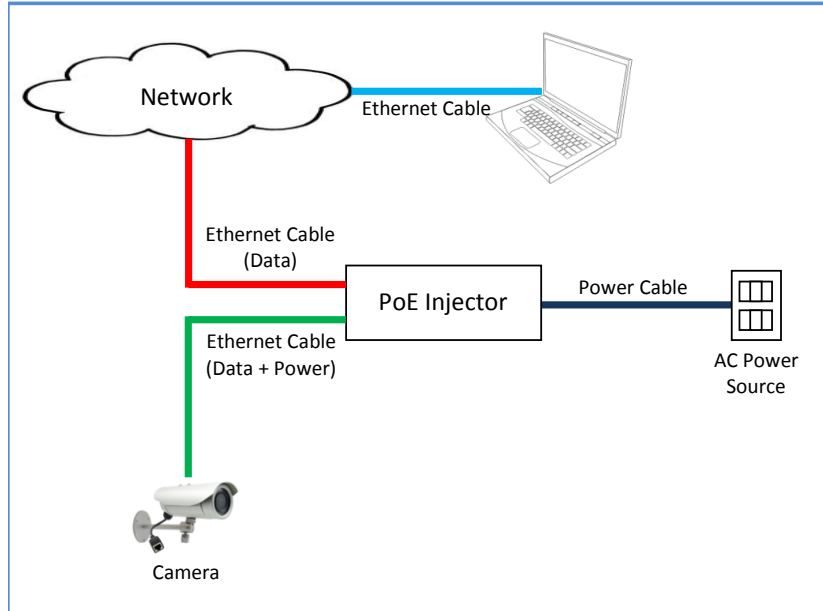 Network
Ethernet Cable
Ethernet Cable
(Data)
PoE Injector
Power Cable
Ethernet Cable
(Data + Power)
AC Power
Source
Camera